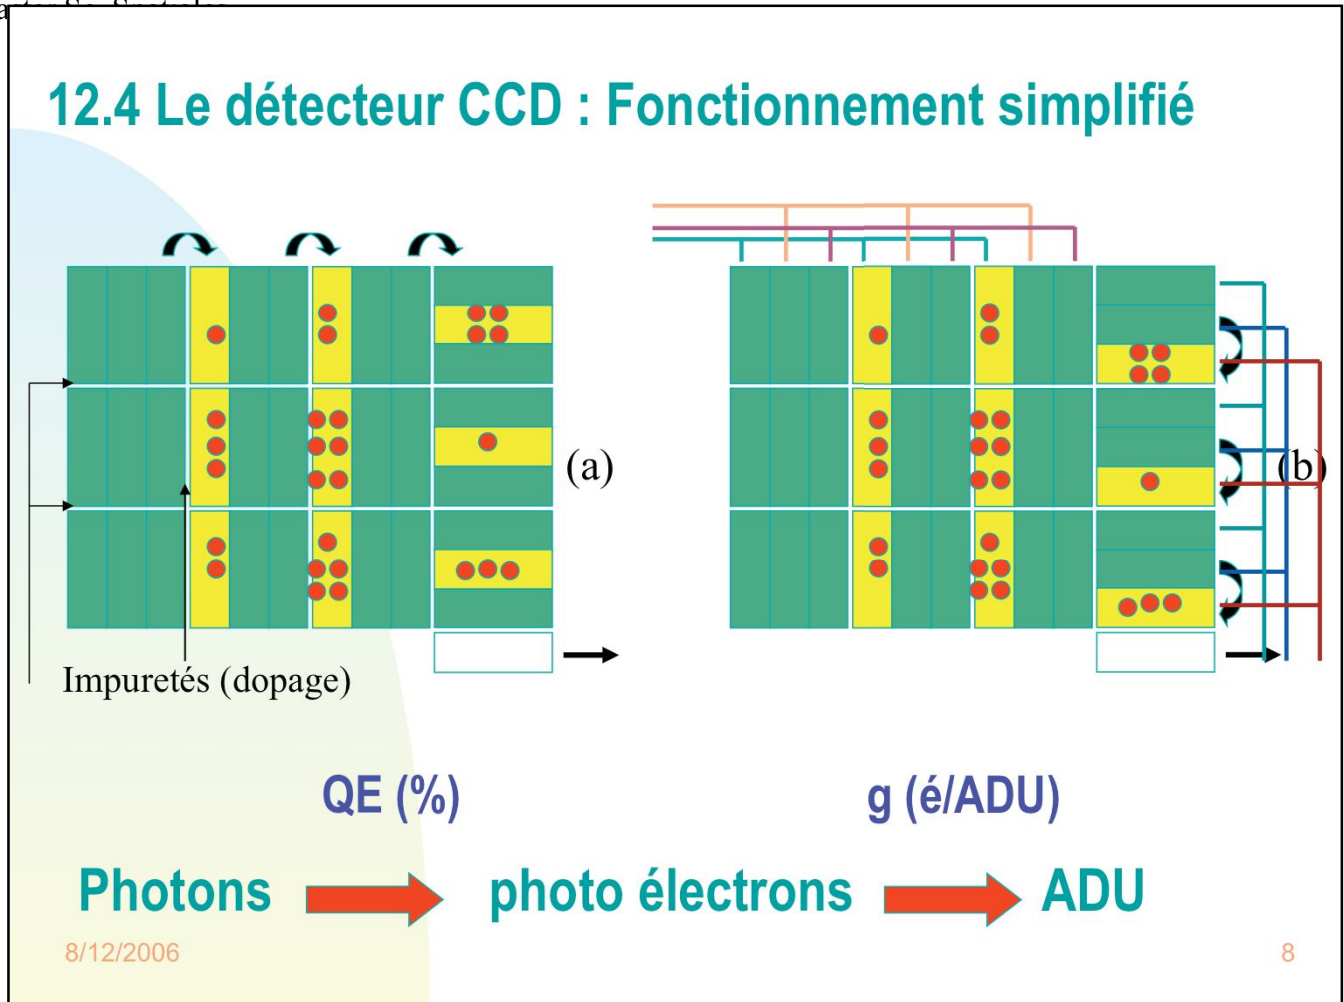 12.4 Le détecteur CCD : Fonctionnement simplifié
(a)
(b)
Impuretés (dopage)
QE (%)
g (é/ADU)
Photons
photo électrons
ADU
8/12/2006
8